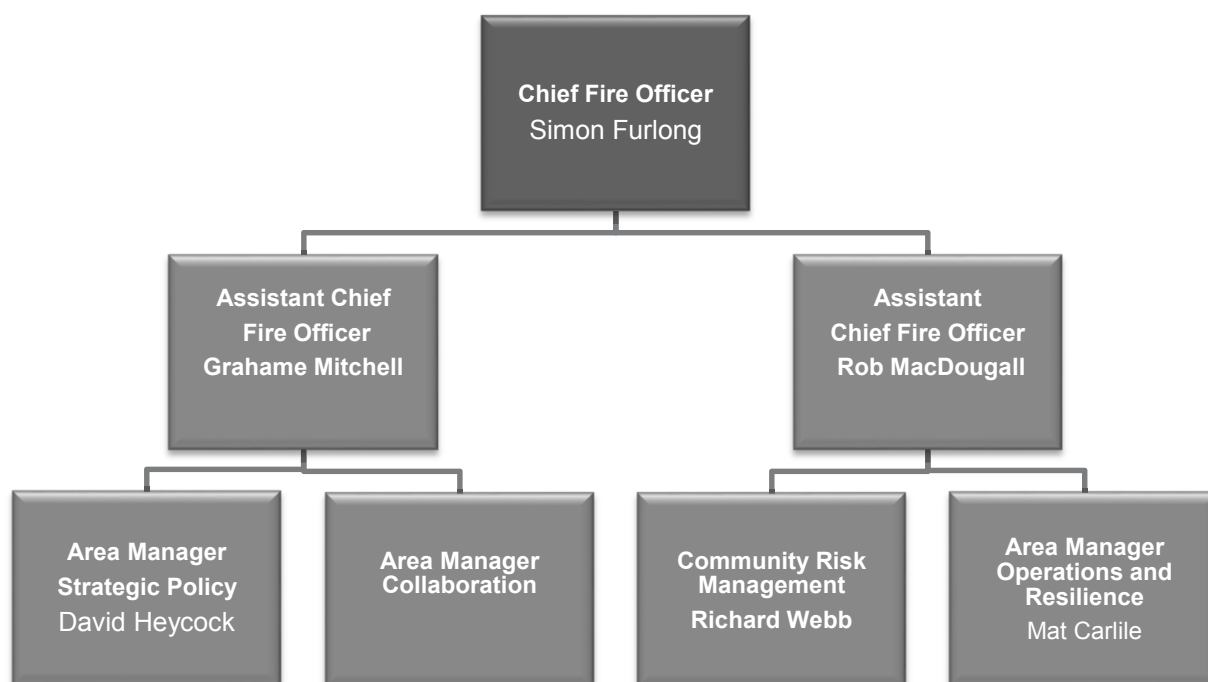 Chief Fire Officer
Simon Furlong
Assistant Chief
Fire Officer
Grahame Mitchell
Assistant
Chief Fire Officer
Rob MacDougall
Area Manager
Strategic Policy
David Heycock
Area Manager
Collaboration
Community Risk
Management
Richard Webb
Area Manager
Operations and
Resilience
Mat Carlile